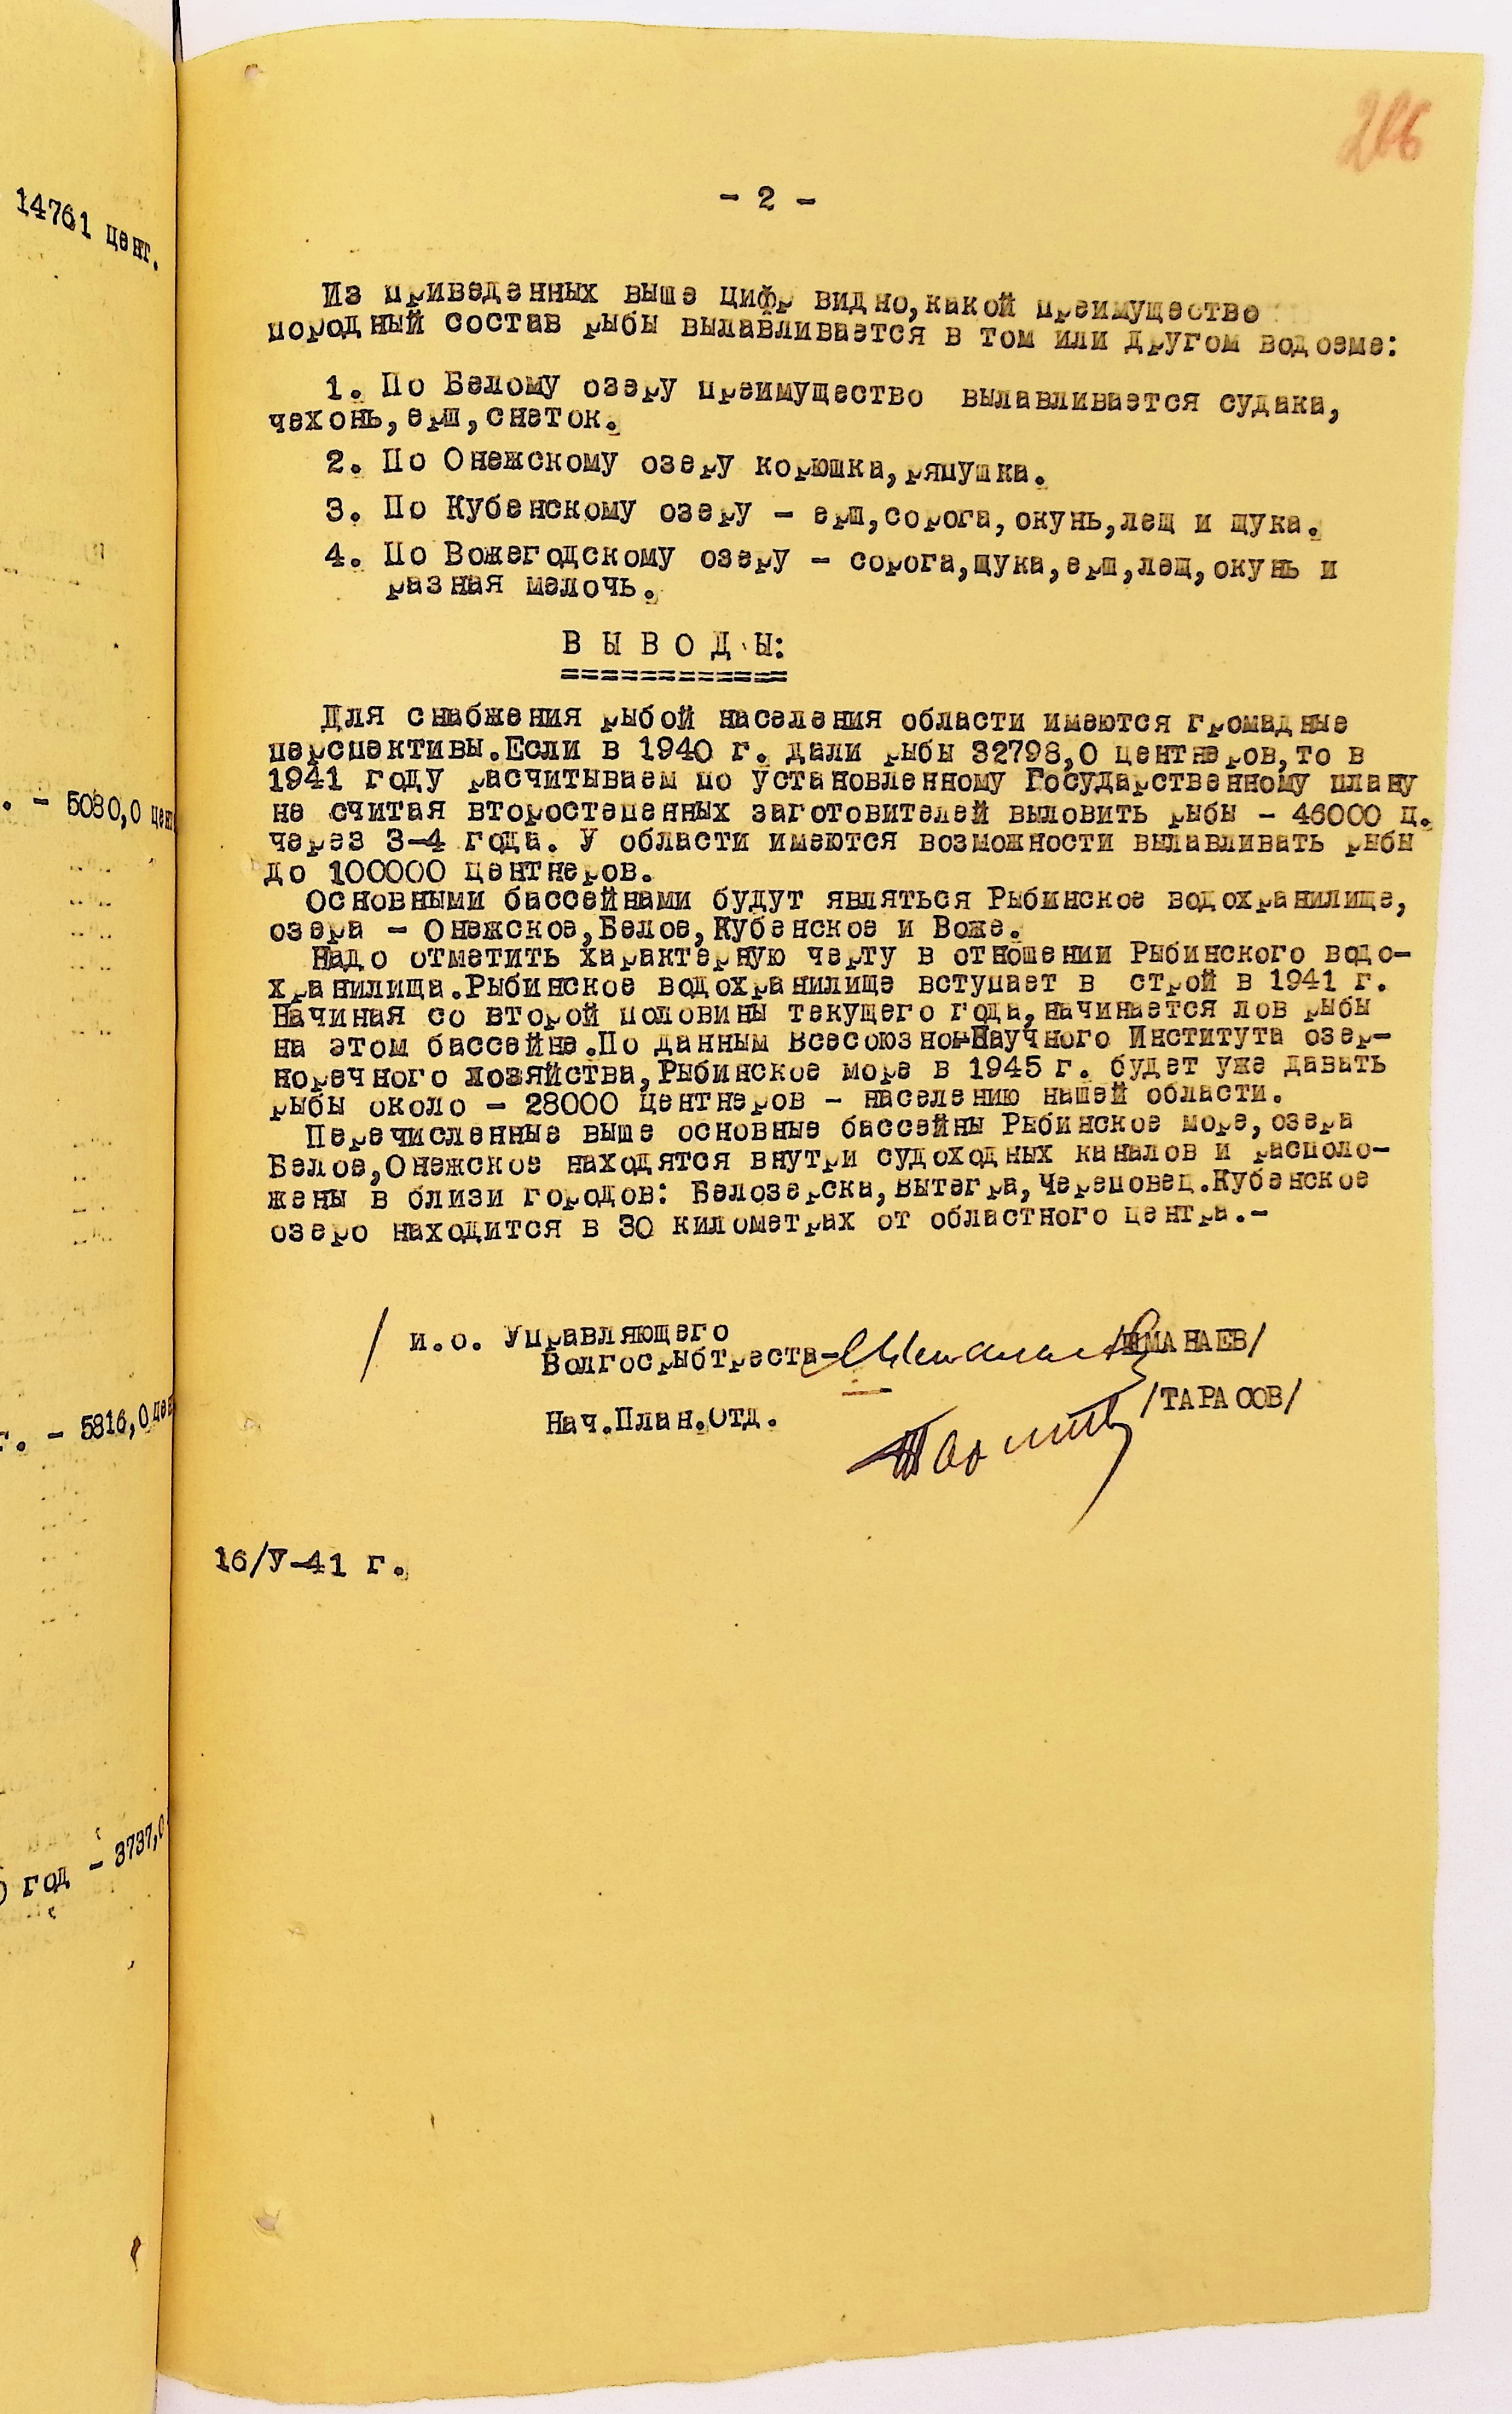 14761 цент.
. - 5030,0 цент
г. - 5816,0 цен
год - 3737,0
266
- 2 -
Из приведенных выше цифр видно,какой преимущество
породный состав рыбы вылавливается в том или другом водоеме:
1. По Белому озеру преимущество вылавливается судака,
чехонь,ерш,снеток.
2. По Онежскому озеру корюшка,ряпушка.
3. По Кубенскому озеру - ерш,сорога,окунь,лещ и щука.
4. По Вожегодскому озеру - сорога,щука,ерш,лещ,окунь и
разная мелочь.
В Ы В О Д Ы:
============
Для снабжения рыбой населения области имеются громадные
перспективы.Если в 1940 г. дали рыбы 32798,0 центнеров,то в
1941 году расчитываем по установленному Государственному плану
не считая второстепенных заготовителей выловить рыбы - 46000 ц.
через 3-4 года. У области имеются возможности вылавливать рыбы
до 100000 центнеров.
Основными бассейнами будут являться Рыбинское водохранилище,
озера - Онежское,Белое,Кубенское и Воже.
Надо отметить характерную черту в отношении Рыбинского водо-
хранилища.Рыбинское водохранилище вступает в строй в 1941 г.
Начиная со второй половины текущего года,начинается лов рыбы
на этом бассейне.По данным Всесоюзно-Научного Института озер-
норечного хозяйства,Рыбинское море в 1945 г. будет уже давать
рыбы около - 28000 центнеров - населению нашей области.
Перечисленные выше основные бассейны Рыбинское море,озера
Белое,Онежское находятся внутри судоходных каналов и располо-
жены в близи городов: Белозерска,Вытегра,Череповец.Кубенское
озеро находится в 30 километрах от областного центра.-
и.о. Управляющего
Волгосрыбтреста- /ШМАНАЕВ/
Нач.План.Отд. /ТАРАСОВ/
16/У-41 г.